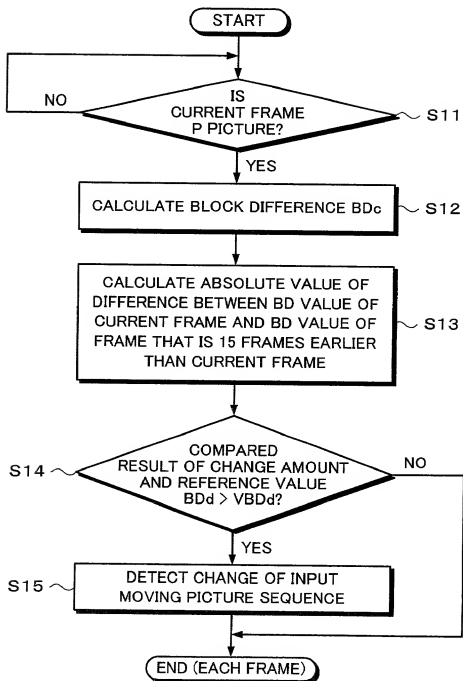 START
IS
CURRENT FRAME
P PICTURE?
NO
S11
YES
CALCULATE BLOCK DIFFERENCE BDc
S12
CALCULATE ABSOLUTE VALUE OF
DIFFERENCE BETWEEN BD VALUE OF
CURRENT FRAME AND BD VALUE OF
FRAME THAT IS 15 FRAMES EARLIER
THAN CURRENT FRAME
S13
COMPARED
RESULT OF CHANGE AMOUNT
AND REFERENCE VALUE
BDd > VBDd?
S14
NO
YES
S15
DETECT CHANGE OF INPUT
MOVING PICTURE SEQUENCE
END (EACH FRAME)